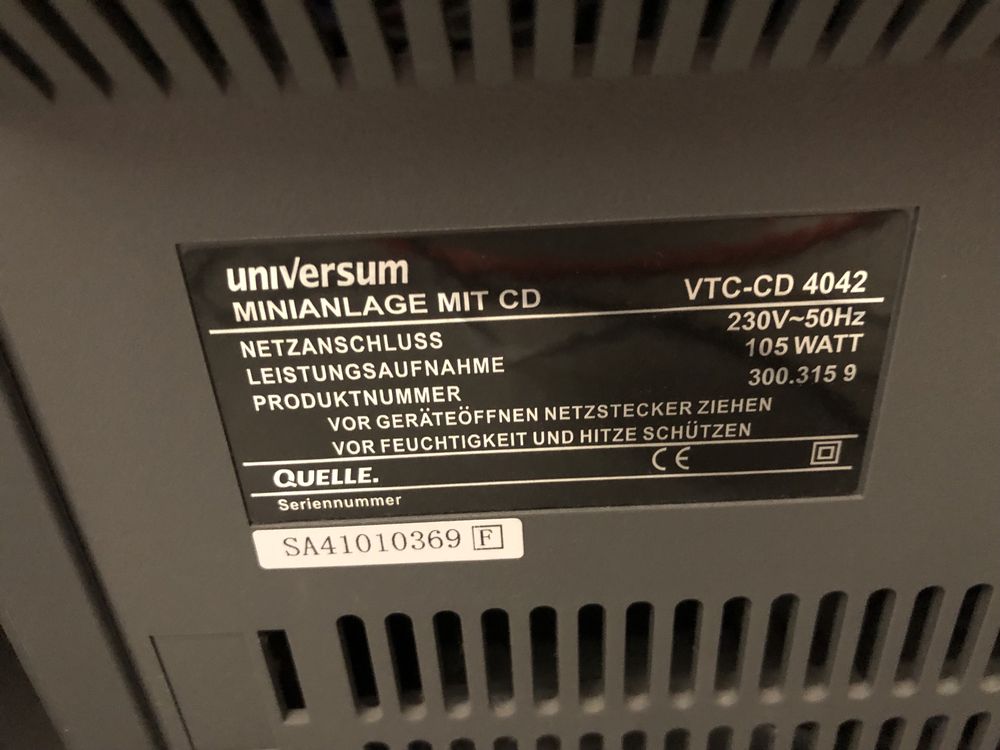 universum
MINIANLAGE MIT CD VTC-CD 4042
NETZANSCHLUSS 230V~50Hz
LEISTUNGSAUFNAHME 105 WATT
PRODUKTNUMMER 300.315 9
VOR GERÄTEÖFFNEN NETZSTECKER ZIEHEN
VOR FEUCHTIGKEIT UND HITZE SCHÜTZEN
QUELLE. CE
Seriennummer
SA41010369 F